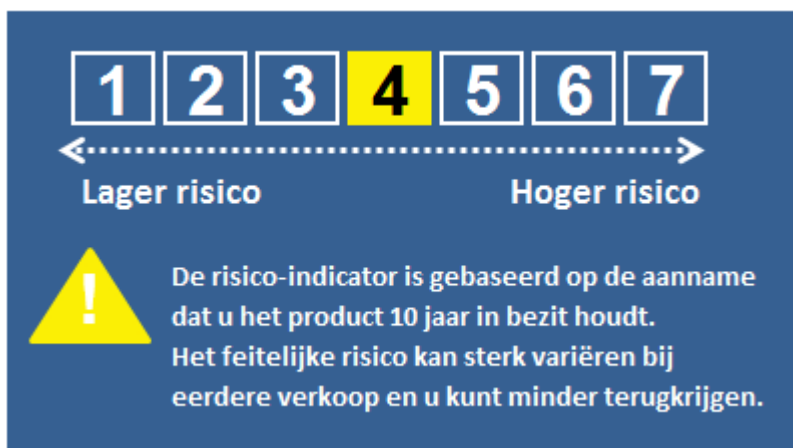 1 2 3 4 5 6 7
Lager risico Hoger risico
! De risico-indicator is gebaseerd op de aanname
dat u het product 10 jaar in bezit houdt.
Het feitelijke risico kan sterk variëren bij
eerdere verkoop en u kunt minder terugkrijgen.